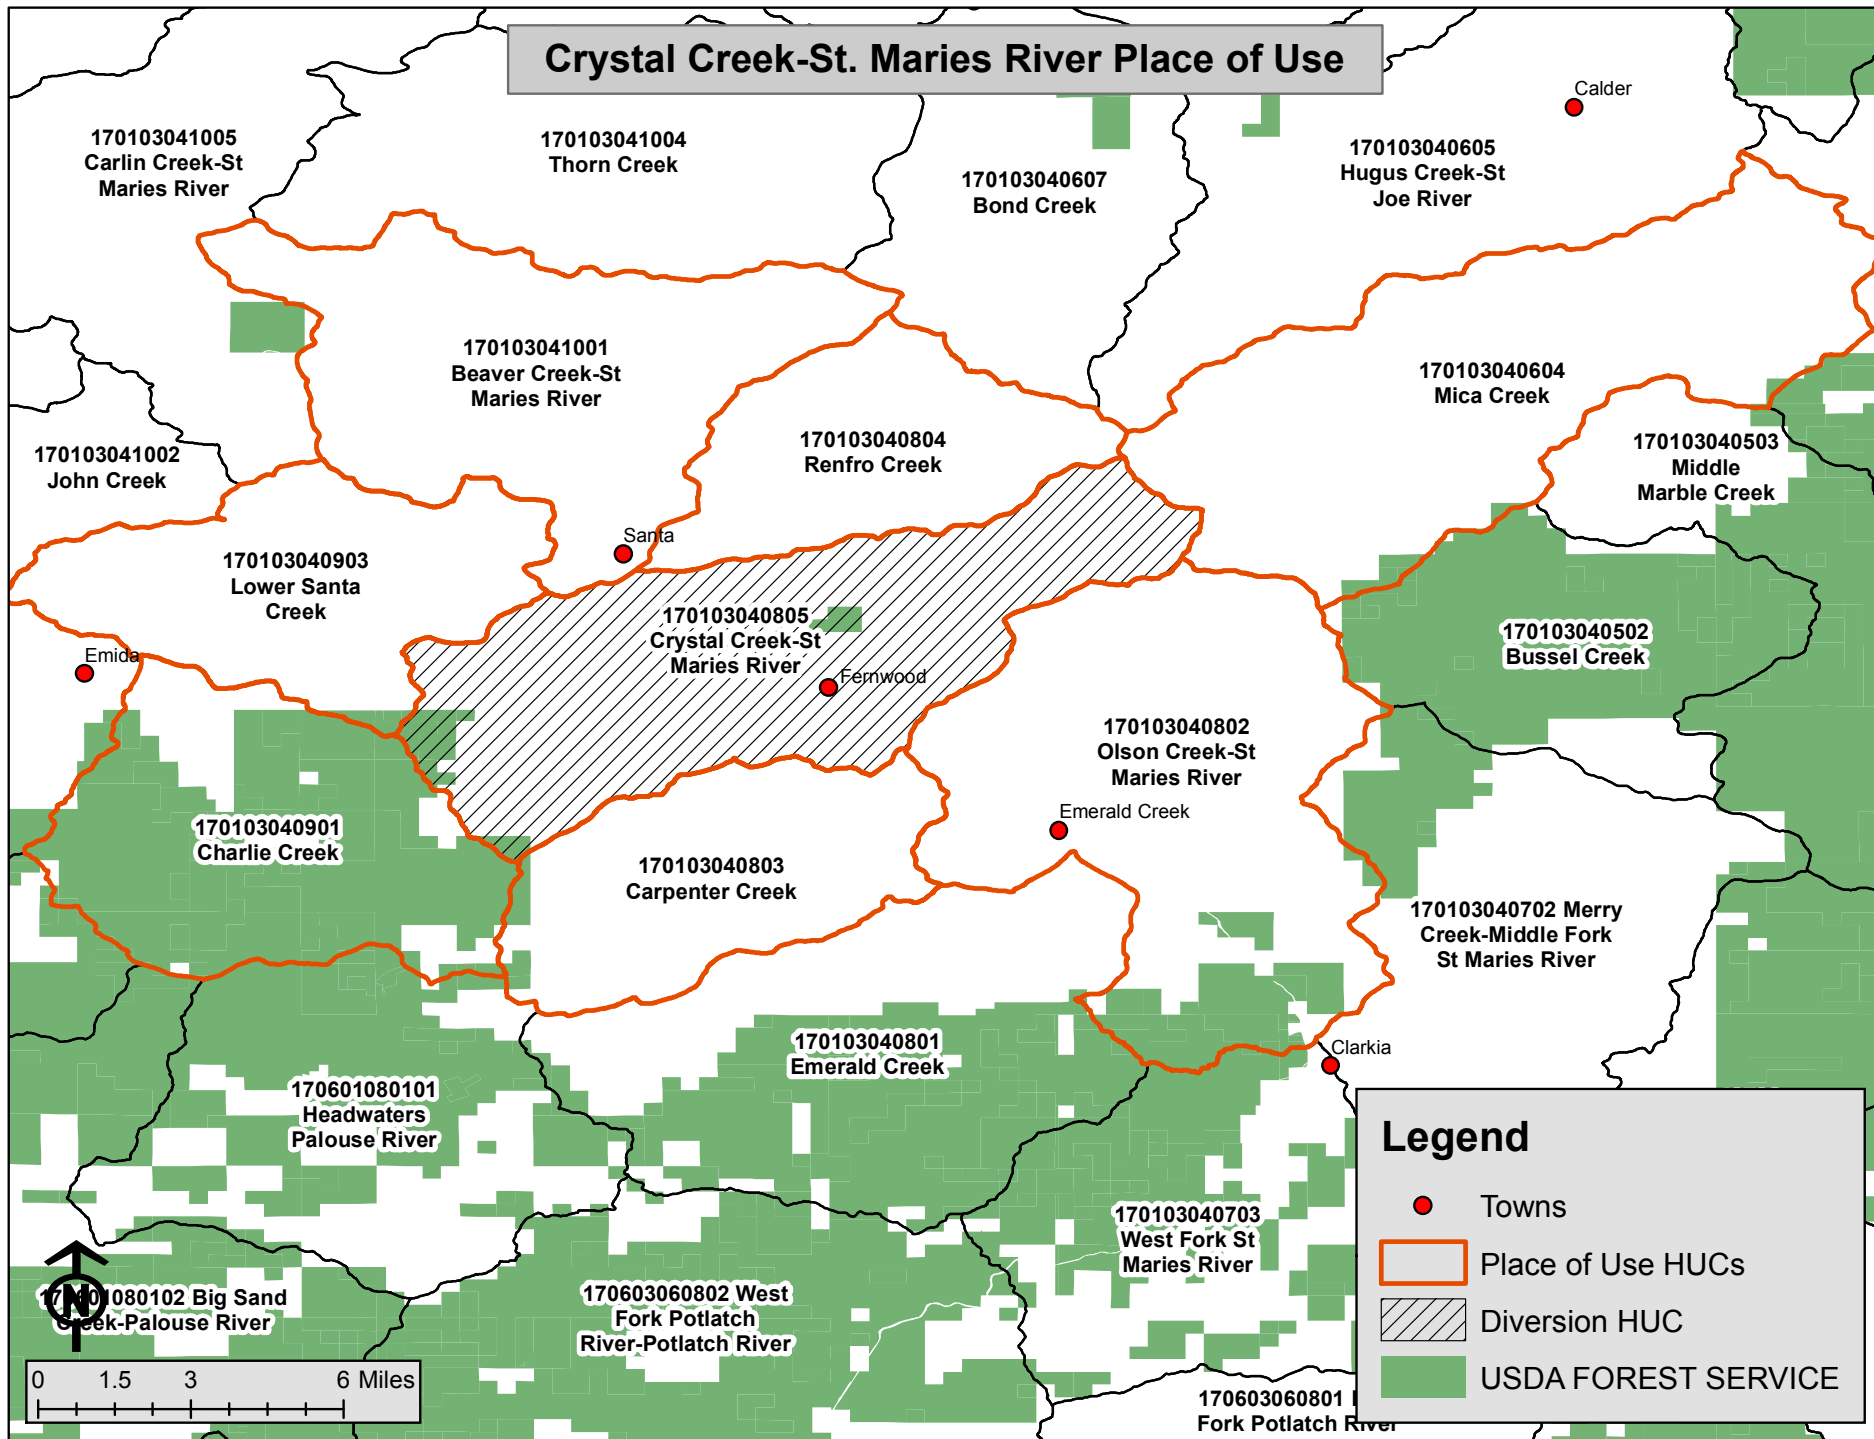 Crystal Creek-St. Maries River Place of Use
Calder
170103041005
Carlin Creek-St
Maries River
170103041004
Thorn Creek
170103040607
Bond Creek
170103040605
Hugus Creek-St
Joe River
170103041001
Beaver Creek-St
Maries River
170103040604
Mica Creek
170103041002
John Creek
170103040804
Renfro Creek
170103040503
Middle
Marble Creek
Santa
170103040903
Lower Santa
Creek
170103040805
Crystal Creek-St
Maries River
170103040502
Bussel Creek
Emida
Fernwood
170103040802
Olson Creek-St
Maries River
Emerald Creek
170103040901
Charlie Creek
170103040803
Carpenter Creek
170103040702 Merry
Creek-Middle Fork
St Maries River
170103040801
Emerald Creek
Clarkia
170601080101
Headwaters
Palouse River
170103040703
West Fork St
Maries River
Legend
Towns
Place of Use HUCs
Diversion HUC
USDA FOREST SERVICE
N
080102 Big Sand
Creek-Palouse River
170603060802 West
Fork Potlatch
River-Potlatch River
170603060801
Fork Potlatch River
0 1.5 3 6 Miles